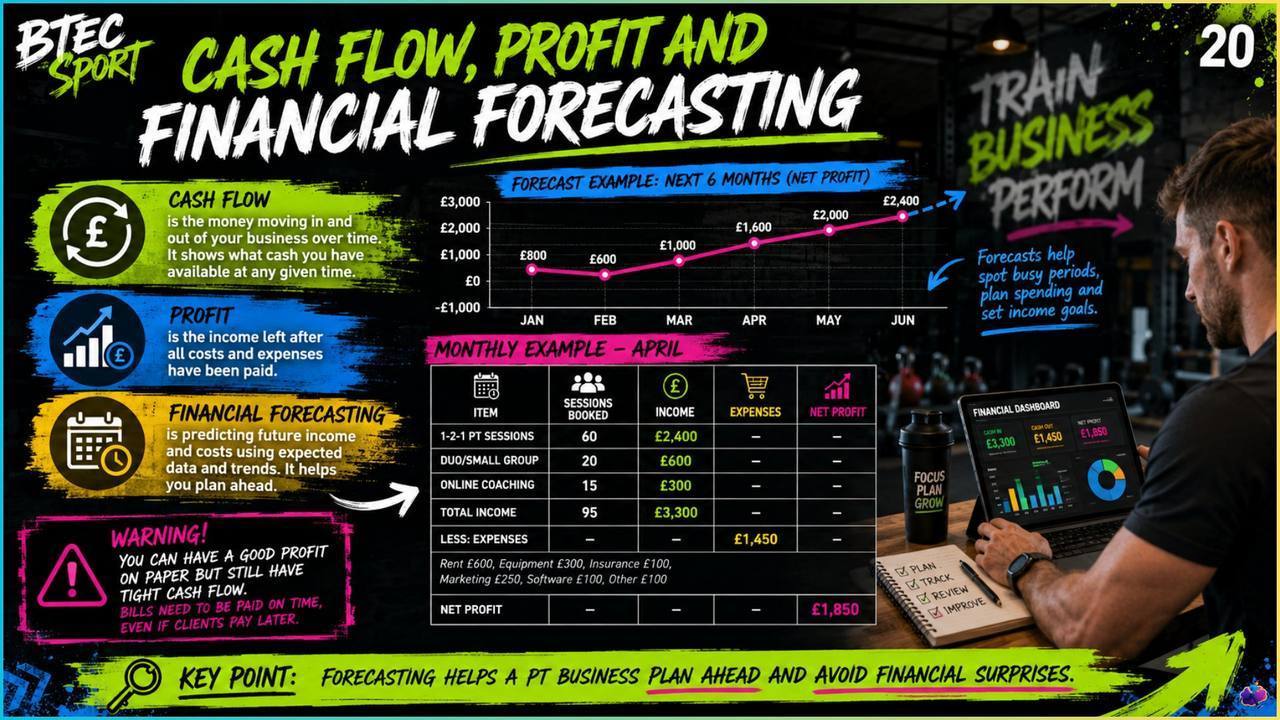 BTEC
SPORT
CASH FLOW, PROFIT AND
FINANCIAL FORECASTING
20
TRAIN
BUSINESS
PERFORM
CASH FLOW
is the money moving in and
out of your business over time.
It shows what cash you have
available at any given time.
PROFIT
is the income left after
all costs and expenses
have been paid.
FINANCIAL FORECASTING
is predicting future income
and costs using expected
data and trends. It helps
you plan ahead.
WARNING!
YOU CAN HAVE A GOOD PROFIT
ON PAPER BUT STILL HAVE
TIGHT CASH FLOW.
BILLS NEED TO BE PAID ON TIME,
EVEN IF CLIENTS PAY LATER.
FORECAST EXAMPLE: NEXT 6 MONTHS (NET PROFIT)
£3,000
£2,000
£1,000
£0
-£1,000
£800
£600
£1,000
£1,600
£2,000
£2,400
JAN FEB MAR APR MAY JUN
Forecasts help
spot busy periods,
plan spending and
set income goals.
MONTHLY EXAMPLE – APRIL
ITEM SESSIONS BOOKED INCOME EXPENSES NET PROFIT
1-2-1 PT SESSIONS 60 £2,400 – –
DUO/SMALL GROUP 20 £600 – –
ONLINE COACHING 15 £300 – –
TOTAL INCOME 95 £3,300 – –
LESS: EXPENSES – – £1,450 –
Rent £600, Equipment £300, Insurance £100,
Marketing £250, Software £100, Other £100
NET PROFIT – – – £1,850
FINANCIAL DASHBOARD
CASH IN CASH OUT NET PROFIT
£3,300 £1,450 £1,850
FOCUS
PLAN
GROW
PLAN
TRACK
REVIEW
IMPROVE
KEY POINT: FORECASTING HELPS A PT BUSINESS PLAN AHEAD AND AVOID FINANCIAL SURPRISES.